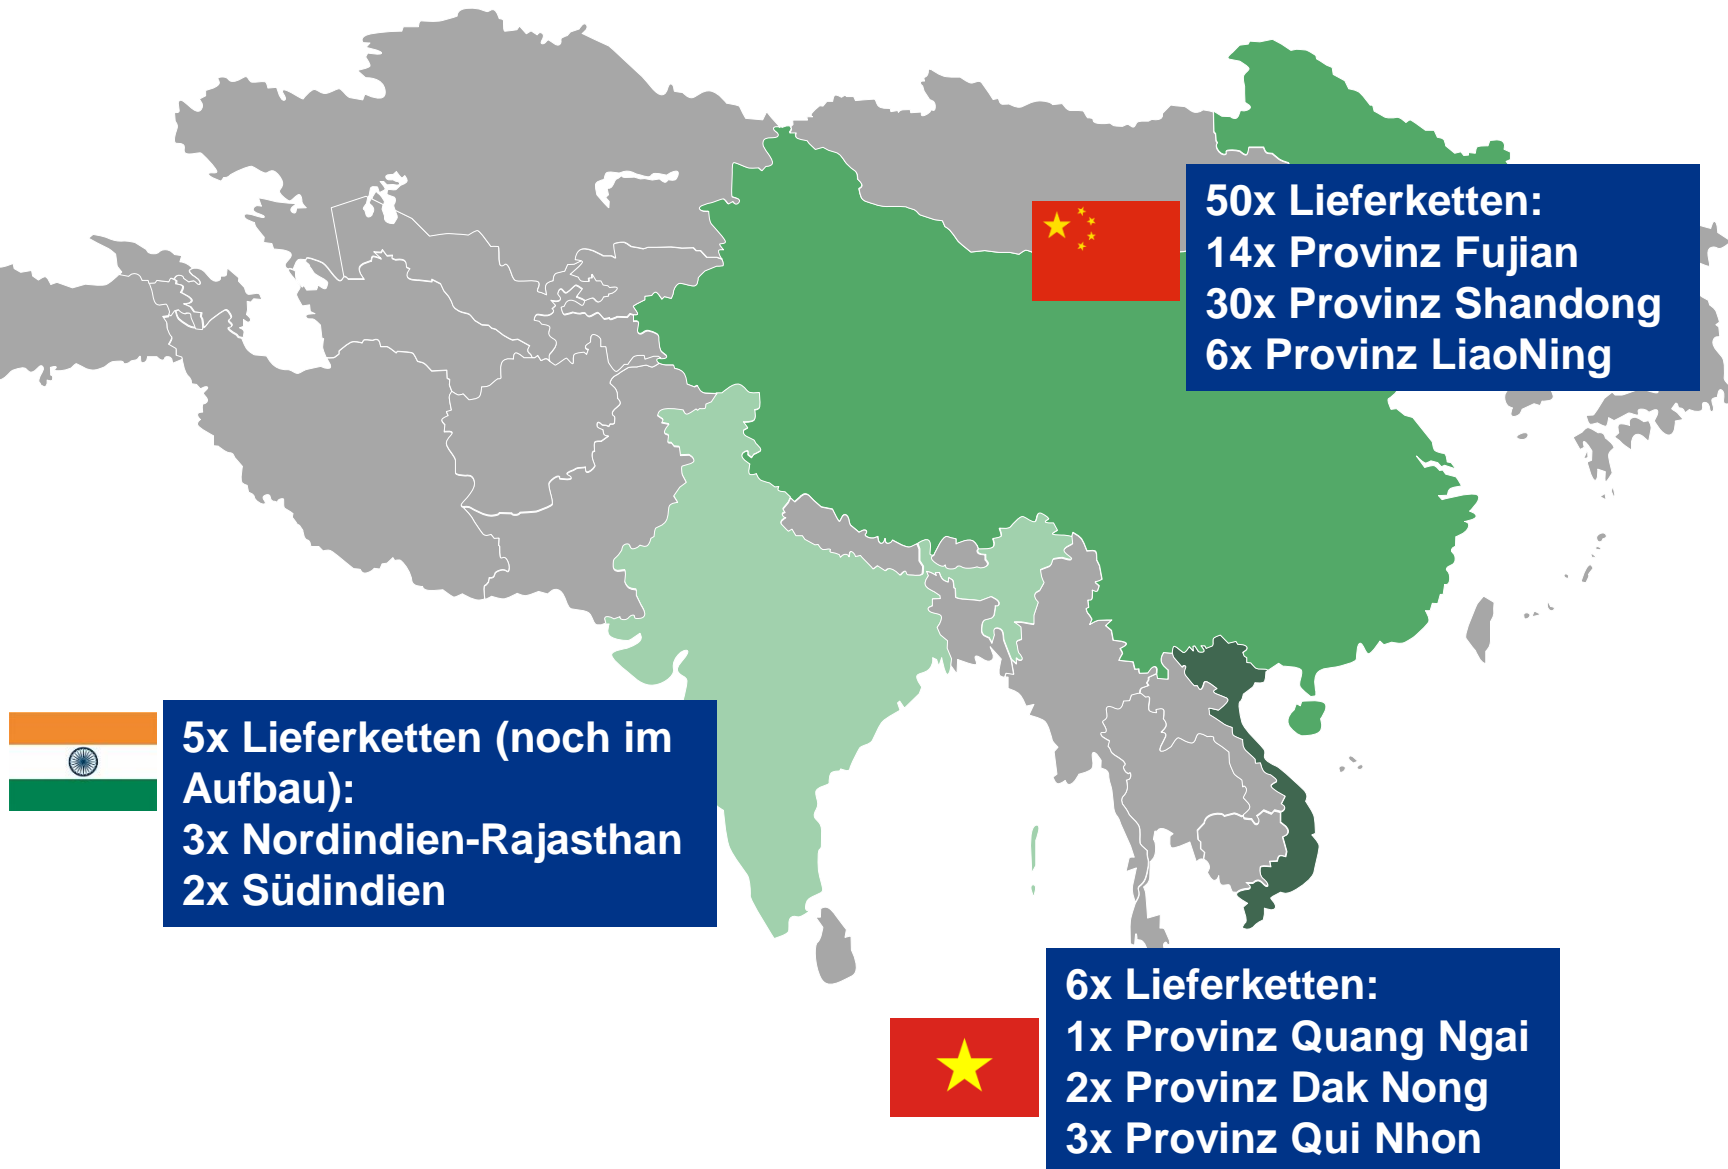 50x Lieferketten:
14x Provinz Fujian
30x Provinz Shandong
6x Provinz LiaoNing
5x Lieferketten (noch im
Aufbau):
3x Nordindien-Rajasthan
2x Südindien
6x Lieferketten:
1x Provinz Quang Ngai
2x Provinz Dak Nong
3x Provinz Qui Nhon